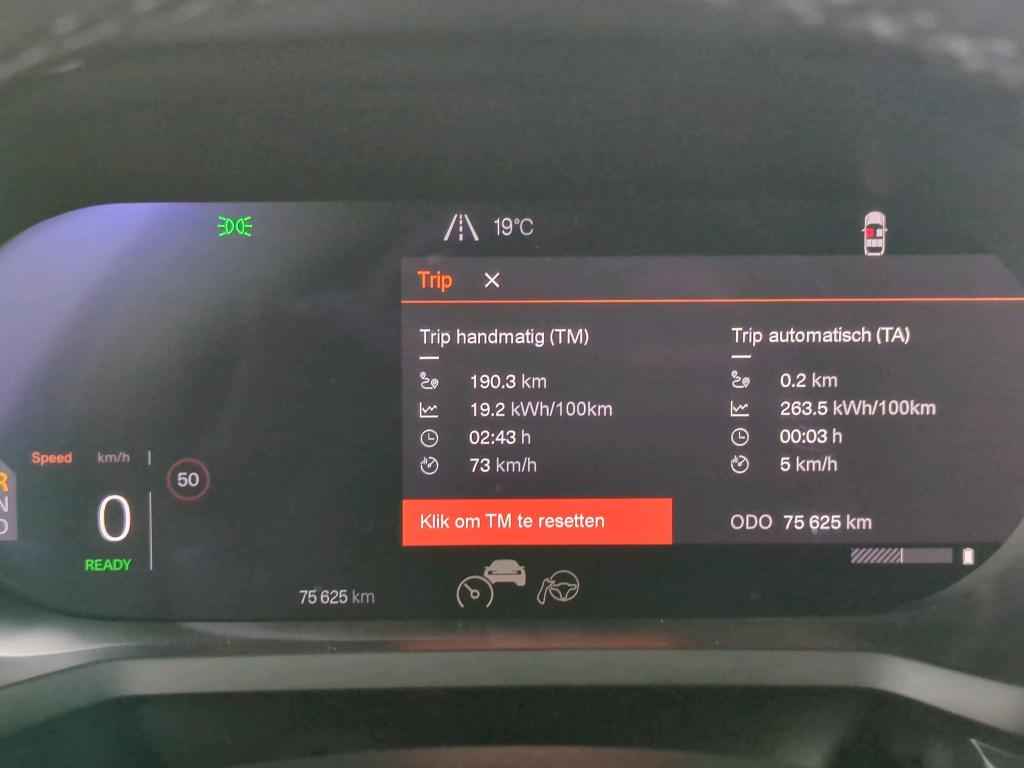 19°C
Trip
Trip handmatig (TM)
190.3 km
19.2 kWh/100km
02:43 h
73 km/h
Klik om TM te resetten
Trip automatisch (TA)
0.2 km
263.5 kWh/100km
00:03 h
5 km/h
ODO 75 625 km
Speed km/h
50
R
N
D
0
READY
75 625 km